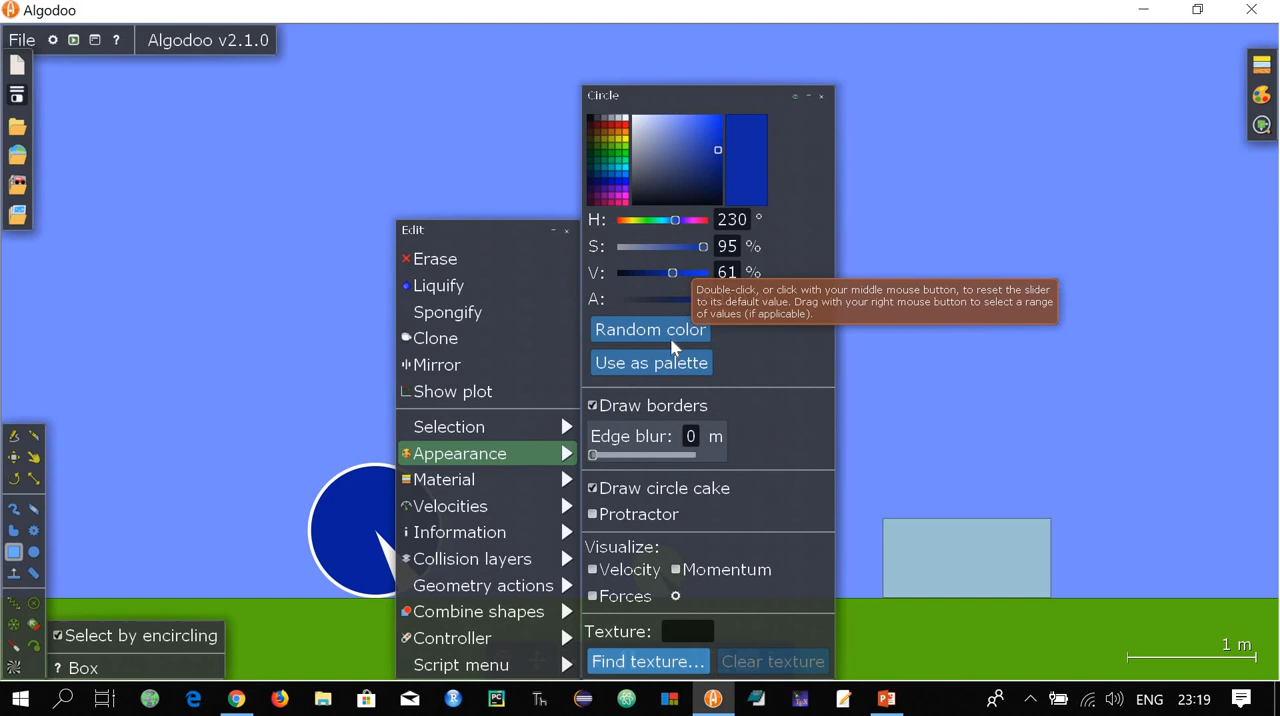 Algodoo
File ? Algodoo v2.1.0
Circle
H: 230 °
S: 95 %
V: 61 %
A:
Double-click, or click with your middle mouse button, to reset the slider
to its default value. Drag with your right mouse button to select a range
of values (if applicable).
Random color
Use as palette
Draw borders
Edge blur: 0 m
Draw circle cake
Protractor
Visualize:
Velocity Momentum
Forces
Texture:
Find texture... Clear texture
Edit
Erase
Liquify
Spongify
Clone
Mirror
Show plot
Selection
Appearance
Material
Velocities
Information
Collision layers
Geometry actions
Combine shapes
Controller
Script menu
Select by encircling
? Box
1 m
ENG 23:19